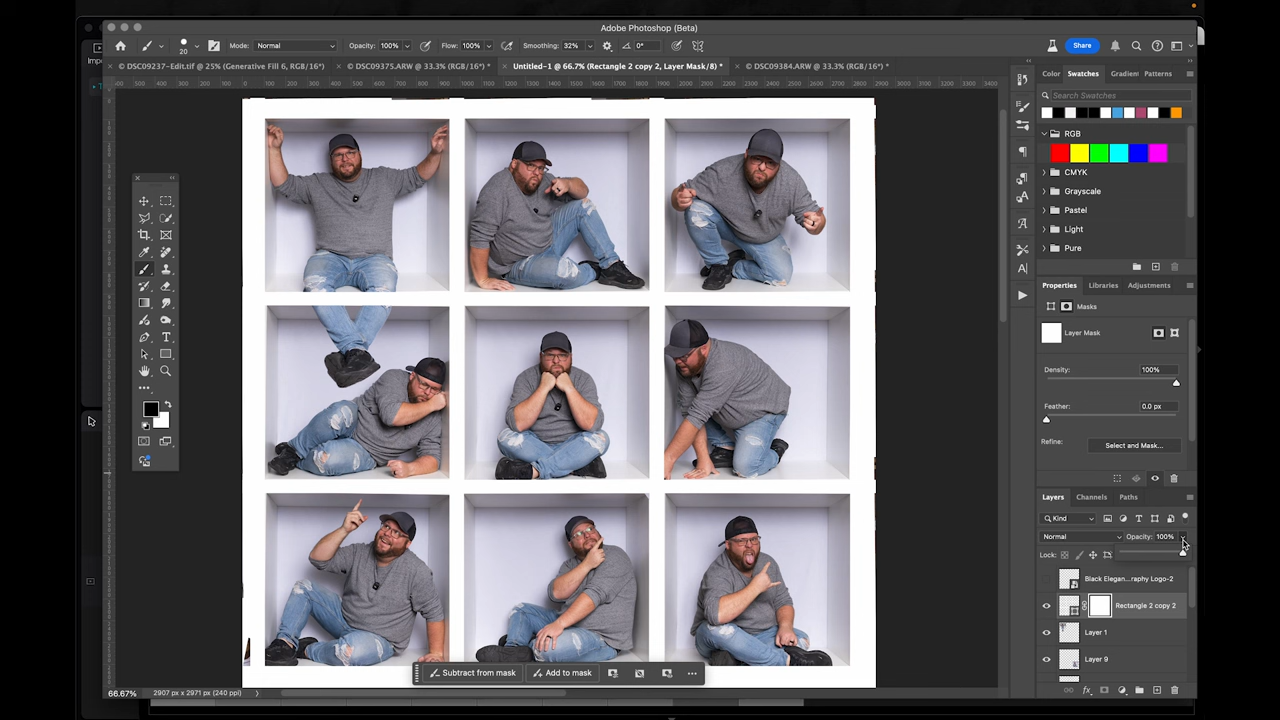 Adobe Photoshop (Beta)
20
Mode: Normal
Opacity: 100%
Flow: 100%
Smoothing: 32%
0°
Share
Impo
© DSC09237-Edit.tif @ 25% (Generative Fill 6, RGB/16*)
© DSC09375.ARW @ 33.3% (RGB/16*) *
Untitled-1 @ 66.7% (Rectangle 2 copy 2, Layer Mask/8) *
© DSC09384.ARW @ 33.3% (RGB/16*) *
Color
Swatches
Gradien
Patterns
Search Swatches
RGB
CMYK
Grayscale
Pastel
Light
Pure
Properties
Libraries
Adjustments
Masks
Layer Mask
Density:
100%
Feather:
0.0 px
Refine:
Select and Mask...
Layers
Channels
Paths
Kind
Normal
Opacity: 100%
Lock:
Black Elegan...raphy Logo-2
Rectangle 2 copy 2
Layer 1
Layer 9
Subtract from mask
Add to mask
66.67%
2907 px x 2971 px (240 ppi)